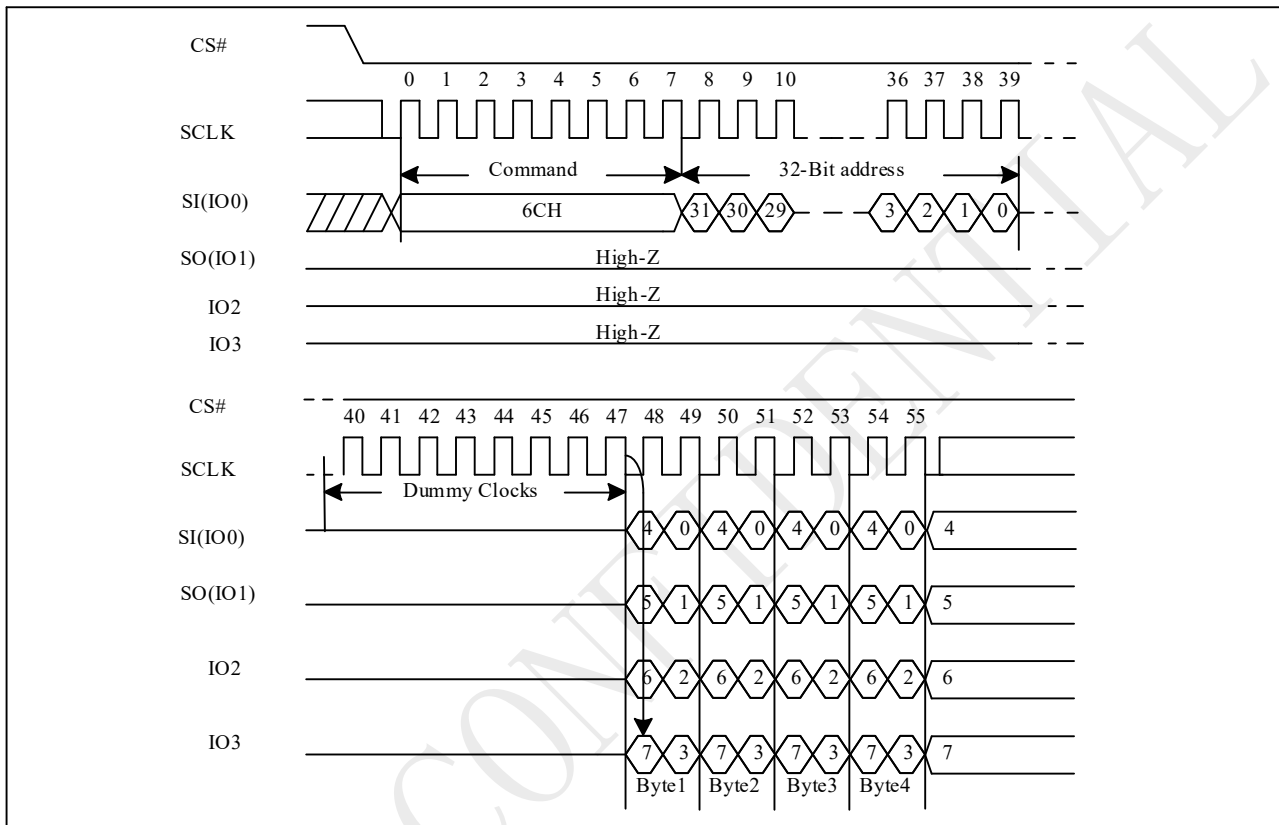 CS#
0 1 2 3 4 5 6 7 8 9 10 36 37 38 39
SCLK
Command 32-Bit address
SI(IO0) 6CH 31 30 29 3 2 1 0
SO(IO1) High-Z
IO2 High-Z
IO3 High-Z
CS#
40 41 42 43 44 45 46 47 48 49 50 51 52 53 54 55
SCLK
Dummy Clocks
SI(IO0) 4 0 4 0 4 0 4 0 4
SO(IO1) 5 1 5 1 5 1 5 1 5
IO2 6 2 6 2 6 2 6 2 6
IO3 7 3 7 3 7 3 7 3 7
Byte1 Byte2 Byte3 Byte4
CONFIDENTIAL